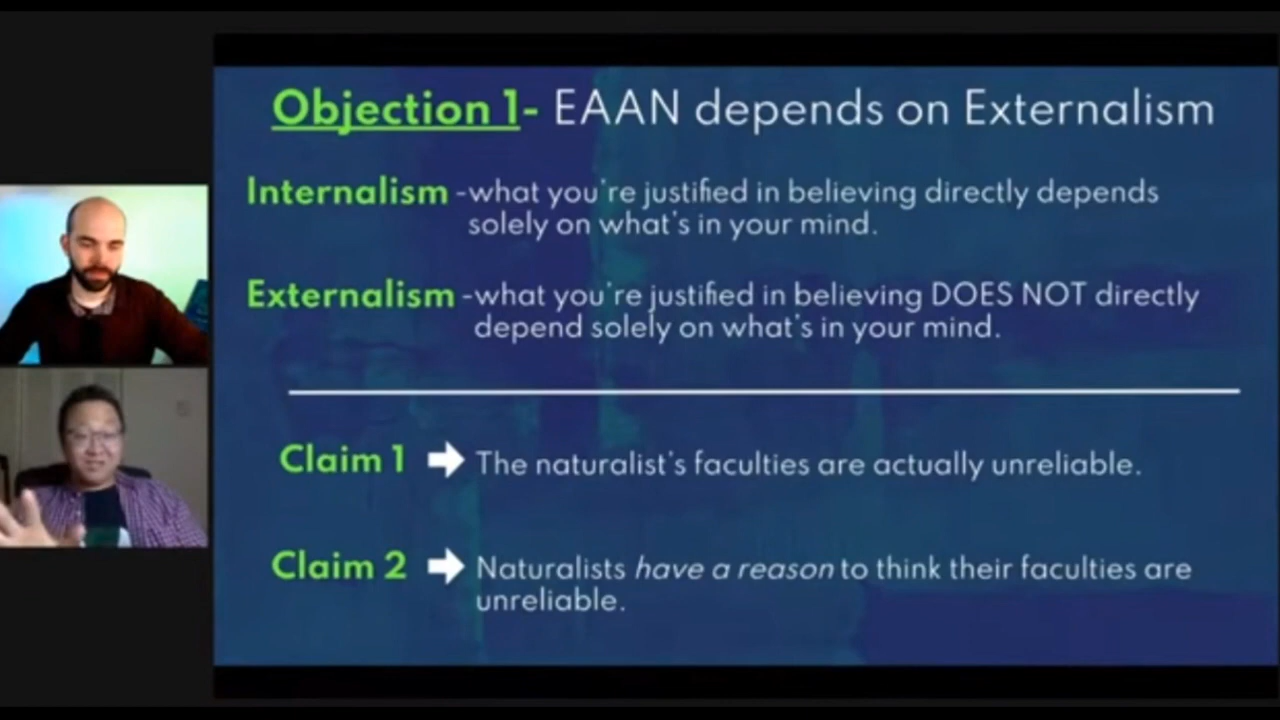 Objection 1- EAAN depends on Externalism
Internalism -what you're justified in believing directly depends
solely on what's in your mind.
Externalism -what you're justified in believing DOES NOT directly
depend solely on what's in your mind.
Claim 1 The naturalist's faculties are actually unreliable.
Claim 2 Naturalists have a reason to think their faculties are
unreliable.